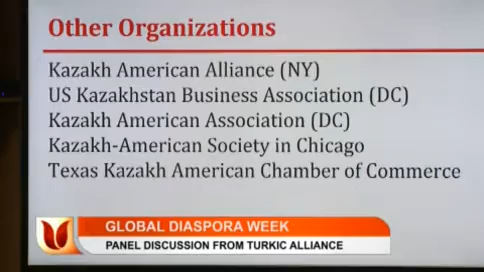 Other Organizations
Kazakh American Alliance (NY)
US Kazakhstan Business Association (DC)
Kazakh American Association (DC)
Kazakh-American Society in Chicago
Texas Kazakh American Chamber of Commerce
GLOBAL DIASPORA WEEK
PANEL DISCUSSION FROM TURKIC ALLIANCE